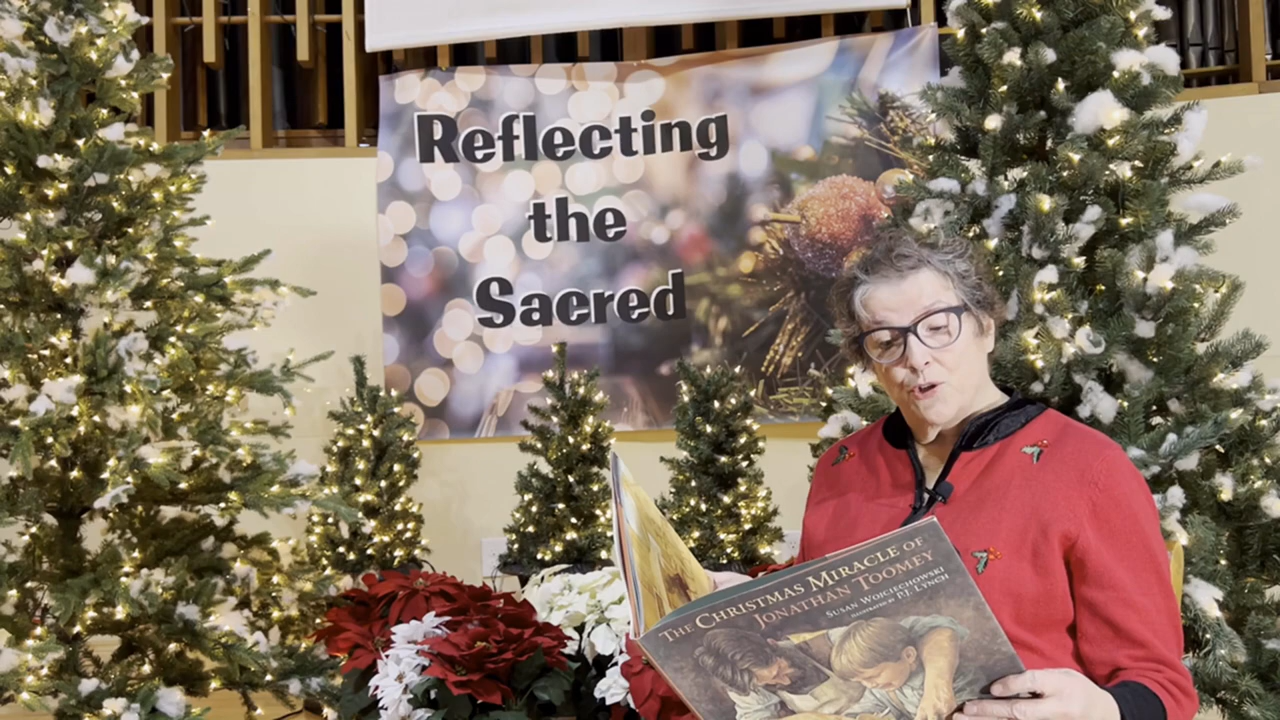 Reflecting
the
Sacred
The Christmas Miracle of
Jonathan Toomey
Susan Wojciechowski
Illustrated by P.J. Lynch